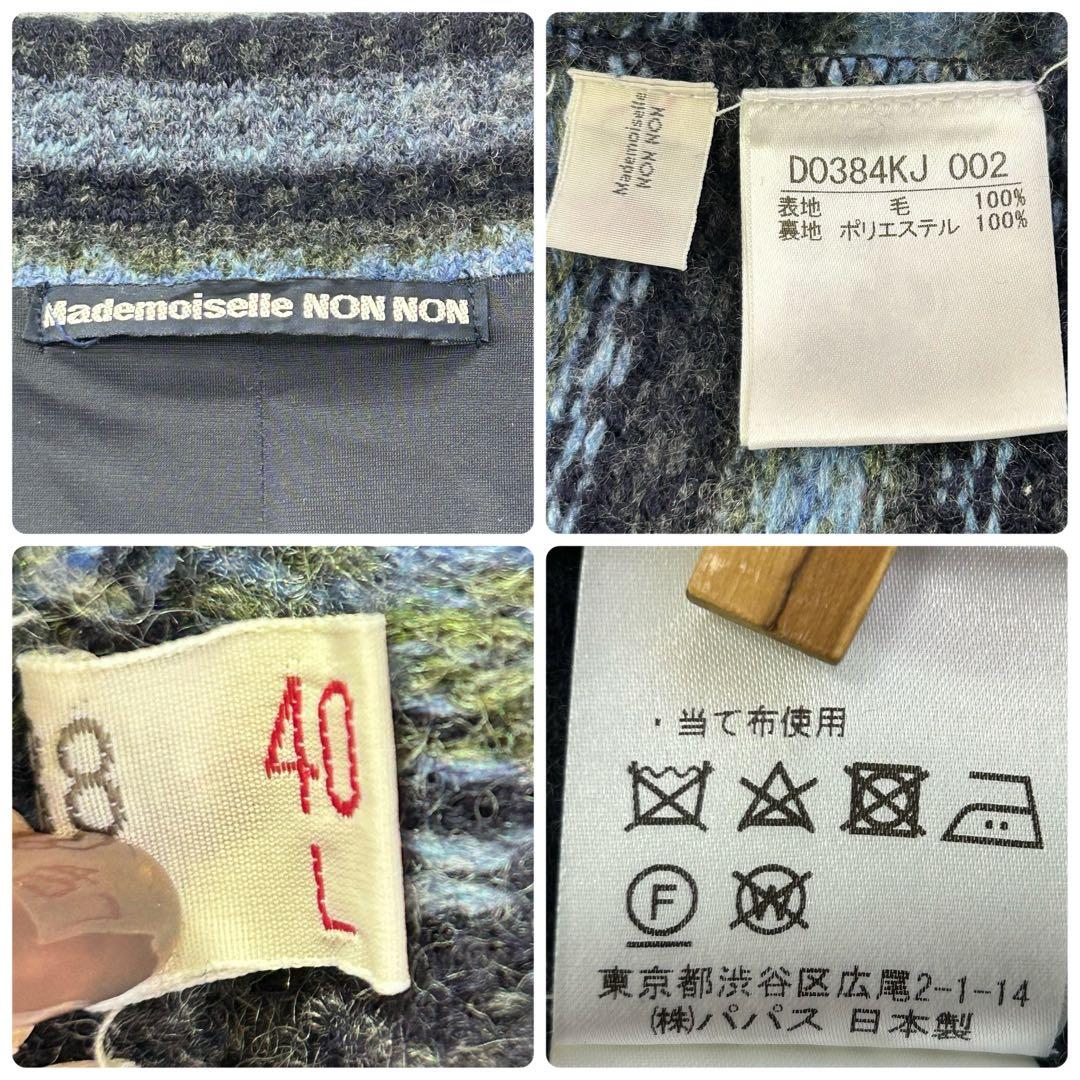 Mademoiselle NON NON
Mademoiselle
NON NON
D0384KJ 002
表地 毛 100%
裏地 ポリエステル 100%
40
L
8
・当て布使用
F
W
東京都渋谷区広尾2-1-14
(株)パパス 日本製